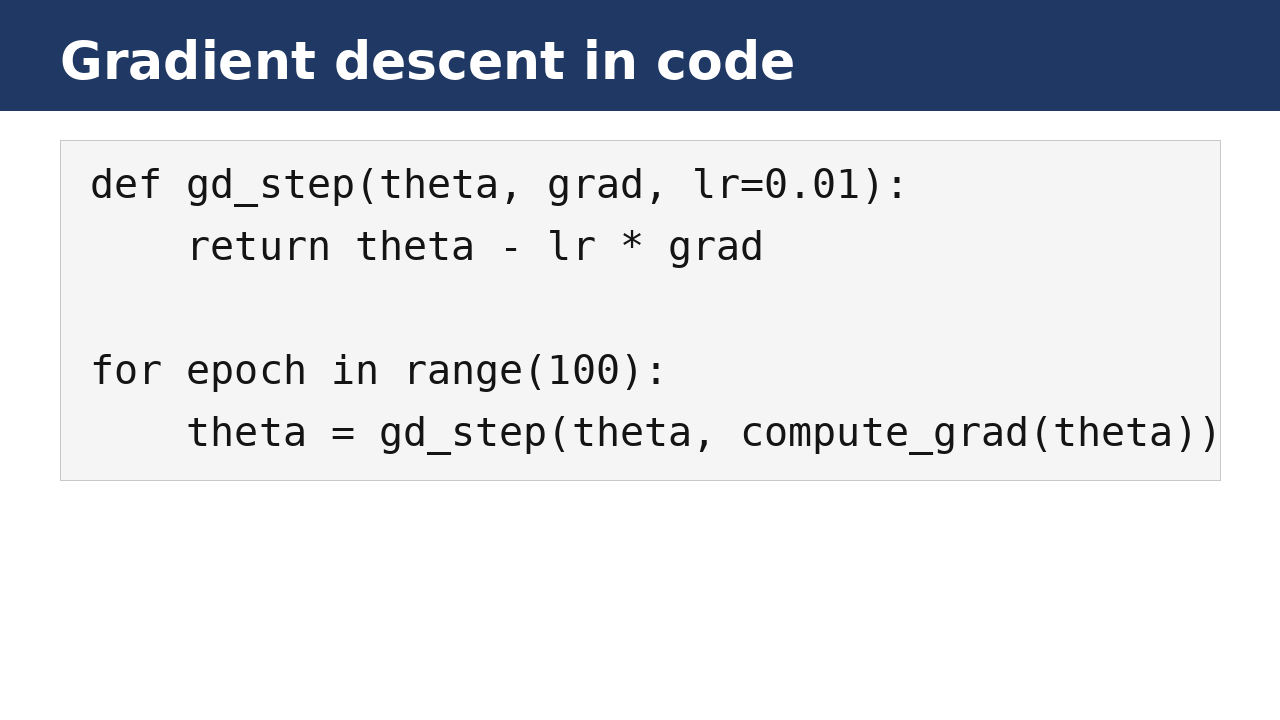 Gradient descent in code
def gd_step(theta, grad, lr=0.01):
    return theta - lr * grad

for epoch in range(100):
    theta = gd_step(theta, compute_grad(theta))